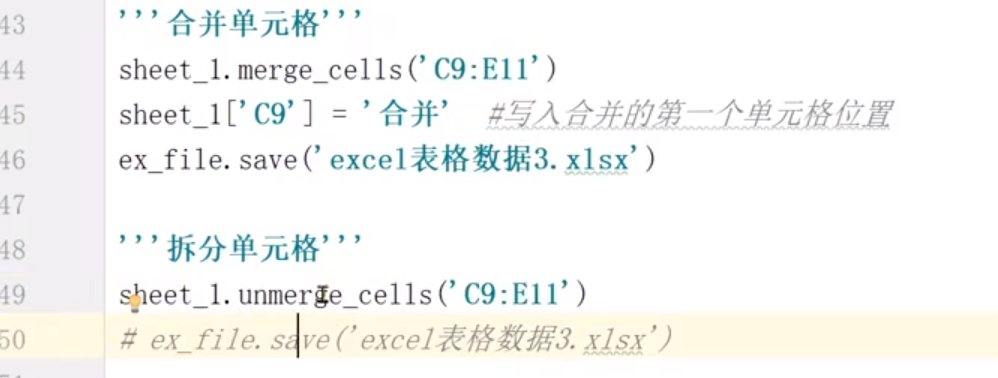 43 '''合并单元格'''
44 sheet_1.merge_cells('C9:E11')
45 sheet_1['C9'] = '合并' #写入合并的第一个单元格位置
46 ex_file.save('excel表格数据3.xlsx')
47
48 '''拆分单元格'''
49 sheet_1.unmerge_cells('C9:E11')
50 # ex_file.save('excel表格数据3.xlsx')